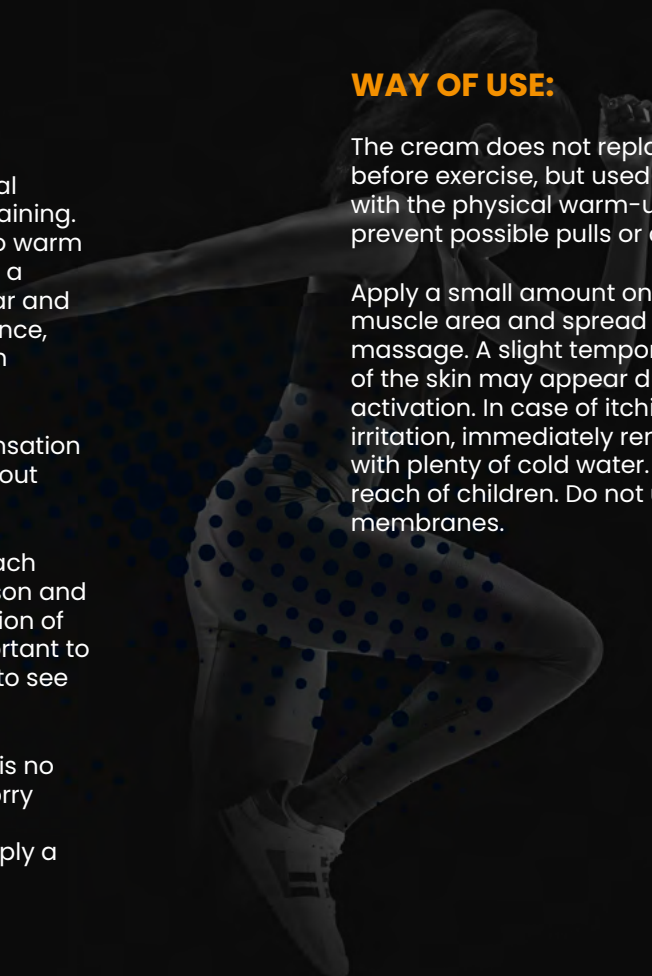 al
aining.
o warm
a
ar and
nce,
n
nsation
out
ach
son and
ion of
rtant to
to see
is no
orry
ply a
WAY OF USE:
The cream does not repla
before exercise, but used
with the physical warm-u
prevent possible pulls or
Apply a small amount on
muscle area and spread
massage. A slight tempor
of the skin may appear d
activation. In case of itchi
irritation, immediately re
with plenty of cold water.
reach of children. Do not
membranes.